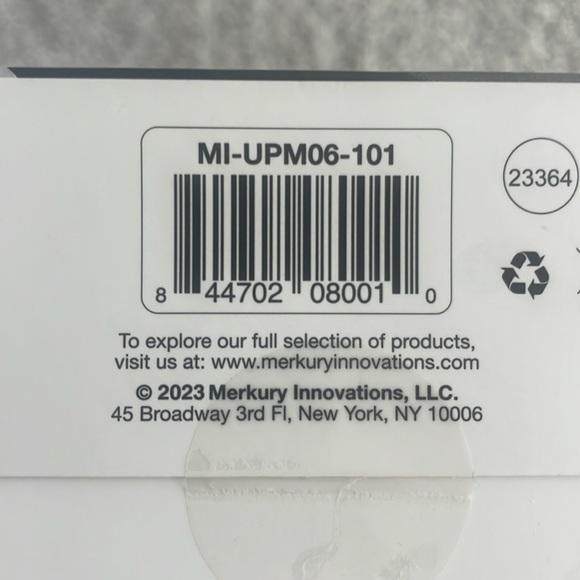 MI-UPM06-101
23364
8 44702 08001 0
To explore our full selection of products,
visit us at: www.merkuryinnovations.com
© 2023 Merkury Innovations, LLC.
45 Broadway 3rd Fl, New York, NY 10006